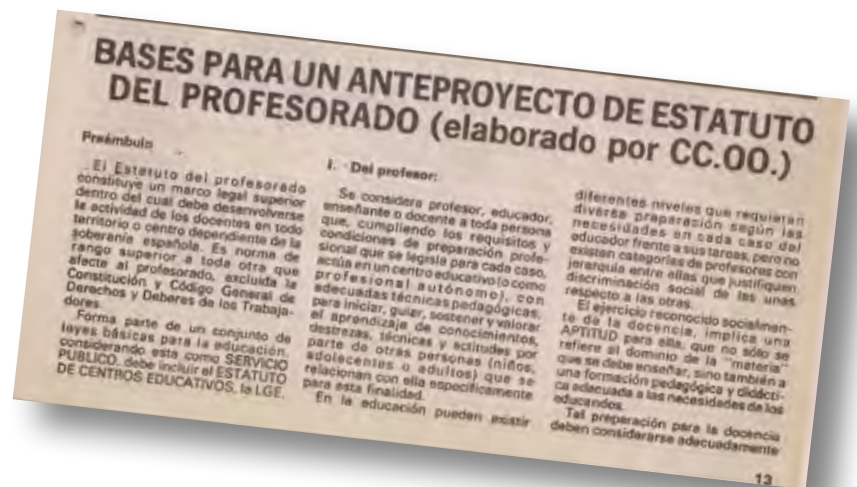 BASES PARA UN ANTEPROYECTO DE ESTATUTO
DEL PROFESORADO (elaborado por CC.OO.)
Preámbulo
El Estatuto del profesorado
constituye un marco legal superior
dentro del cual debe desenvolverse
la actividad de los docentes en todo
territorio o centro dependiente de la
soberanía española. Es norma de
rango superior a toda otra que
afecte al profesorado, excluida la
Constitución y Código General de
Derechos y Deberes de los Trabaja-
dores.
Forma parte de un conjunto de
leyes básicas para la educación,
considerando esta como SERVICIO
PUBLICO, debe incluir el ESTATUTO
DE CENTROS EDUCATIVOS, la LGE,
I. Del profesor:
Se considera profesor, educador,
enseñante o docente a toda persona
que, cumpliendo los requisitos y
condiciones de preparación profe-
sional que se legisla para cada caso,
actúa en un centro educativo (o como
profesional autónomo), con
adecuadas técnicas pedagógicas,
para iniciar, guiar, sostener y valorar
el aprendizaje de conocimientos,
destrezas, técnicas y actitudes por
parte de otras personas (niños,
adolecentes o adultos) que se
relacionan con ella específicamente
para esta finalidad.
En la educación pueden existir
diferentes niveles que requieran
diversa preparación según las
necesidades en cada caso del
educador frente a sus tareas, pero no
existen categorías de profesores con
jerarquía entre ellas que justifiquen
discriminación social de las unas
respecto a las otras.
El ejercicio reconocido socialmen-
te de la docencia, implica una
APTITUD para ella, que no sólo se
refiere al dominio de la "materia"
que se debe enseñar, sino también a
una formación pedagógica y didácti-
ca adecuada a las necesidades de los
educandos.
Tal preparación para la docencia
deben considerarse adecuadamente
13